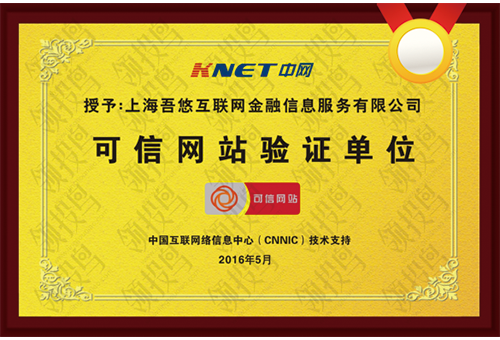 KNET中网
授予:上海吾悠互联网金融信息服务有限公司
可信网站验证单位
可信网站
中国互联网络信息中心（CNNIC）技术支持
2016年5月